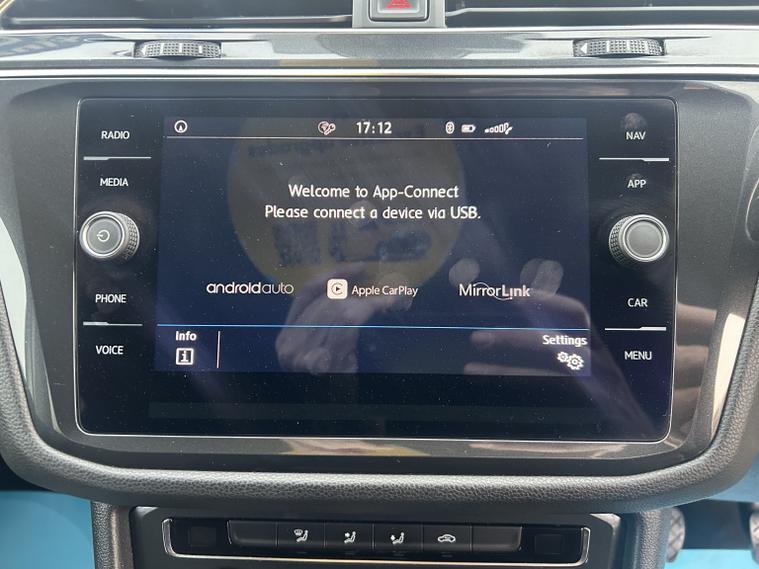 17:12
RADIO
NAV
MEDIA
APP
Welcome to App-Connect
Please connect a device via USB.
androidauto
Apple CarPlay
MirrorLink
PHONE
CAR
VOICE
Info
Settings
MENU